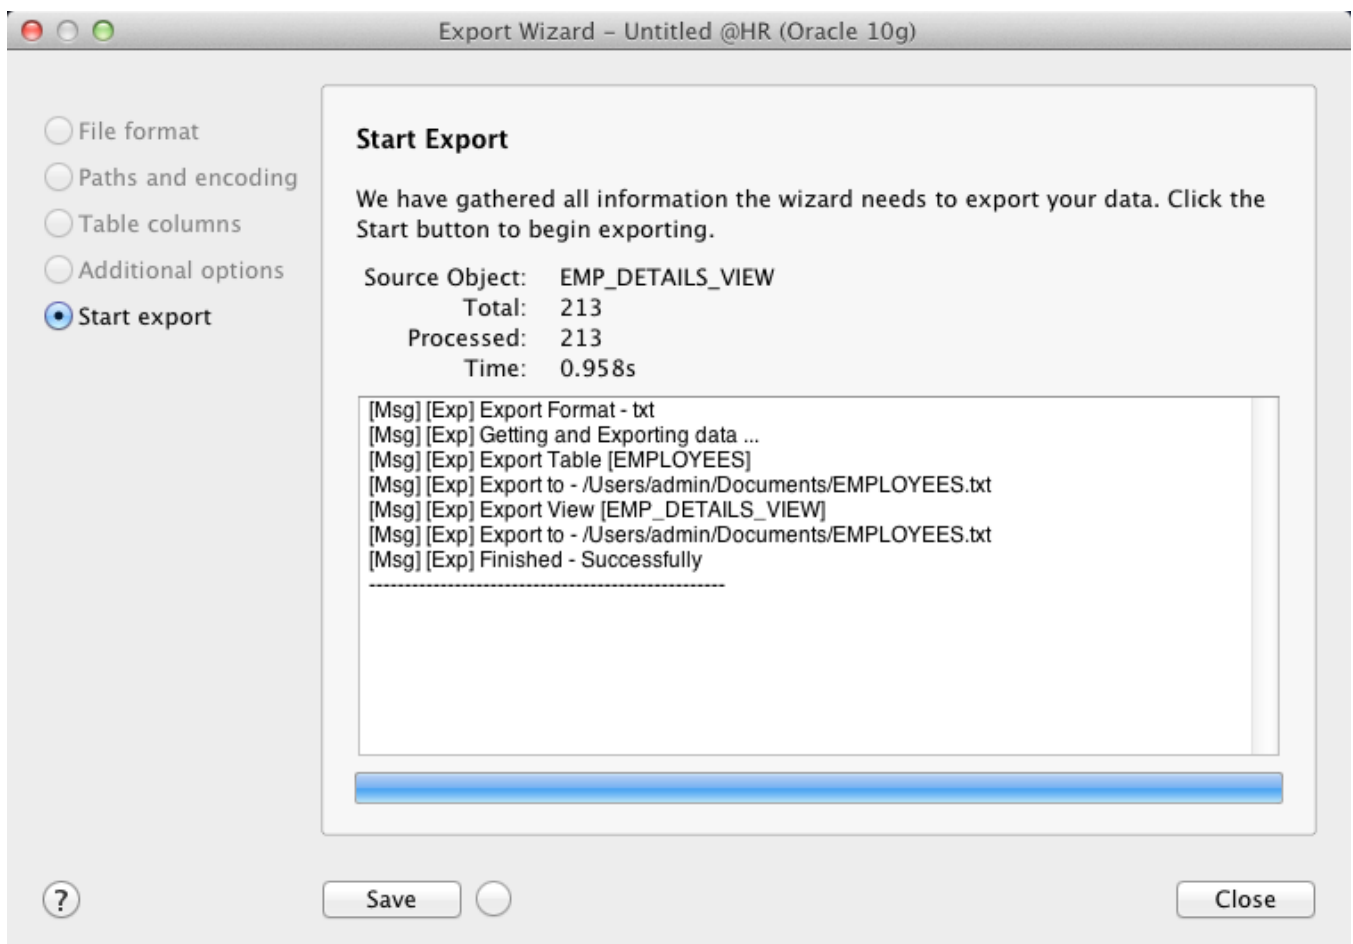 Export Wizard – Untitled @HR (Oracle 10g)
File format
Paths and encoding
Table columns
Additional options
Start export
Start Export
We have gathered all information the wizard needs to export your data. Click the
Start button to begin exporting.
Source Object: EMP_DETAILS_VIEW
Total: 213
Processed: 213
Time: 0.958s
[Msg] [Exp] Export Format - txt
[Msg] [Exp] Getting and Exporting data ...
[Msg] [Exp] Export Table [EMPLOYEES]
[Msg] [Exp] Export to - /Users/admin/Documents/EMPLOYEES.txt
[Msg] [Exp] Export View [EMP_DETAILS_VIEW]
[Msg] [Exp] Export to - /Users/admin/Documents/EMPLOYEES.txt
[Msg] [Exp] Finished - Successfully
--------------------------------------------------
? Save Close